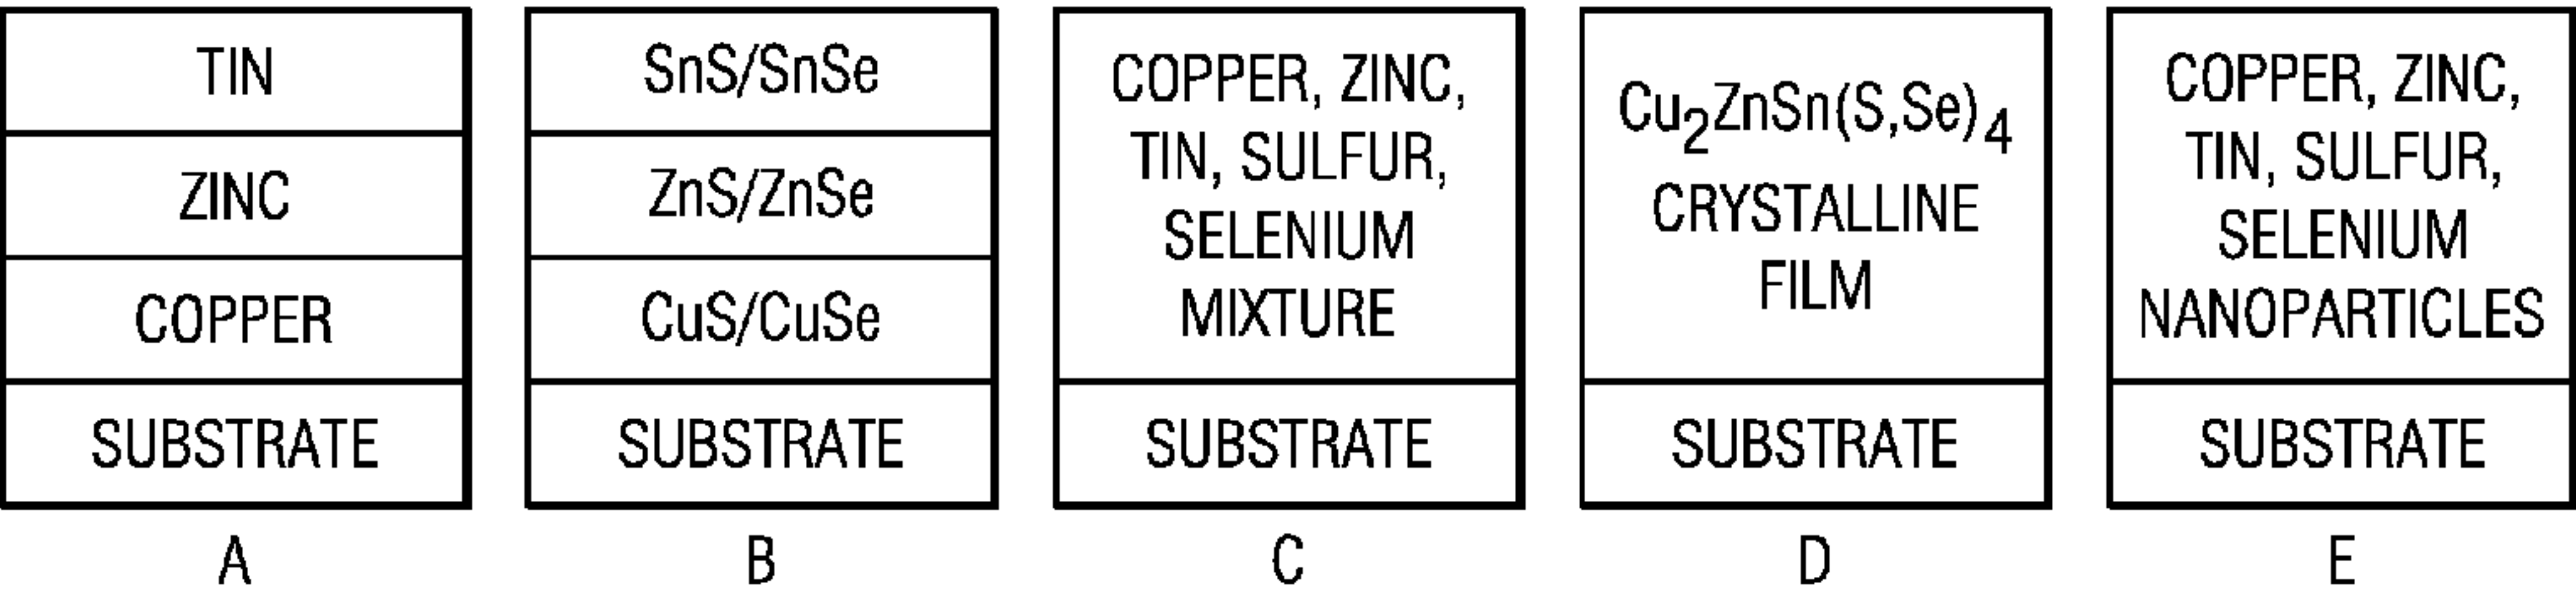 TIN
ZINC
COPPER
SUBSTRATE
A
SnS/SnSe
ZnS/ZnSe
CuS/CuSe
SUBSTRATE
B
COPPER, ZINC,
TIN, SULFUR,
SELENIUM
MIXTURE
SUBSTRATE
C
Cu2ZnSn(S,Se)4
CRYSTALLINE
FILM
SUBSTRATE
D
COPPER, ZINC,
TIN, SULFUR,
SELENIUM
NANOPARTICLES
SUBSTRATE
E